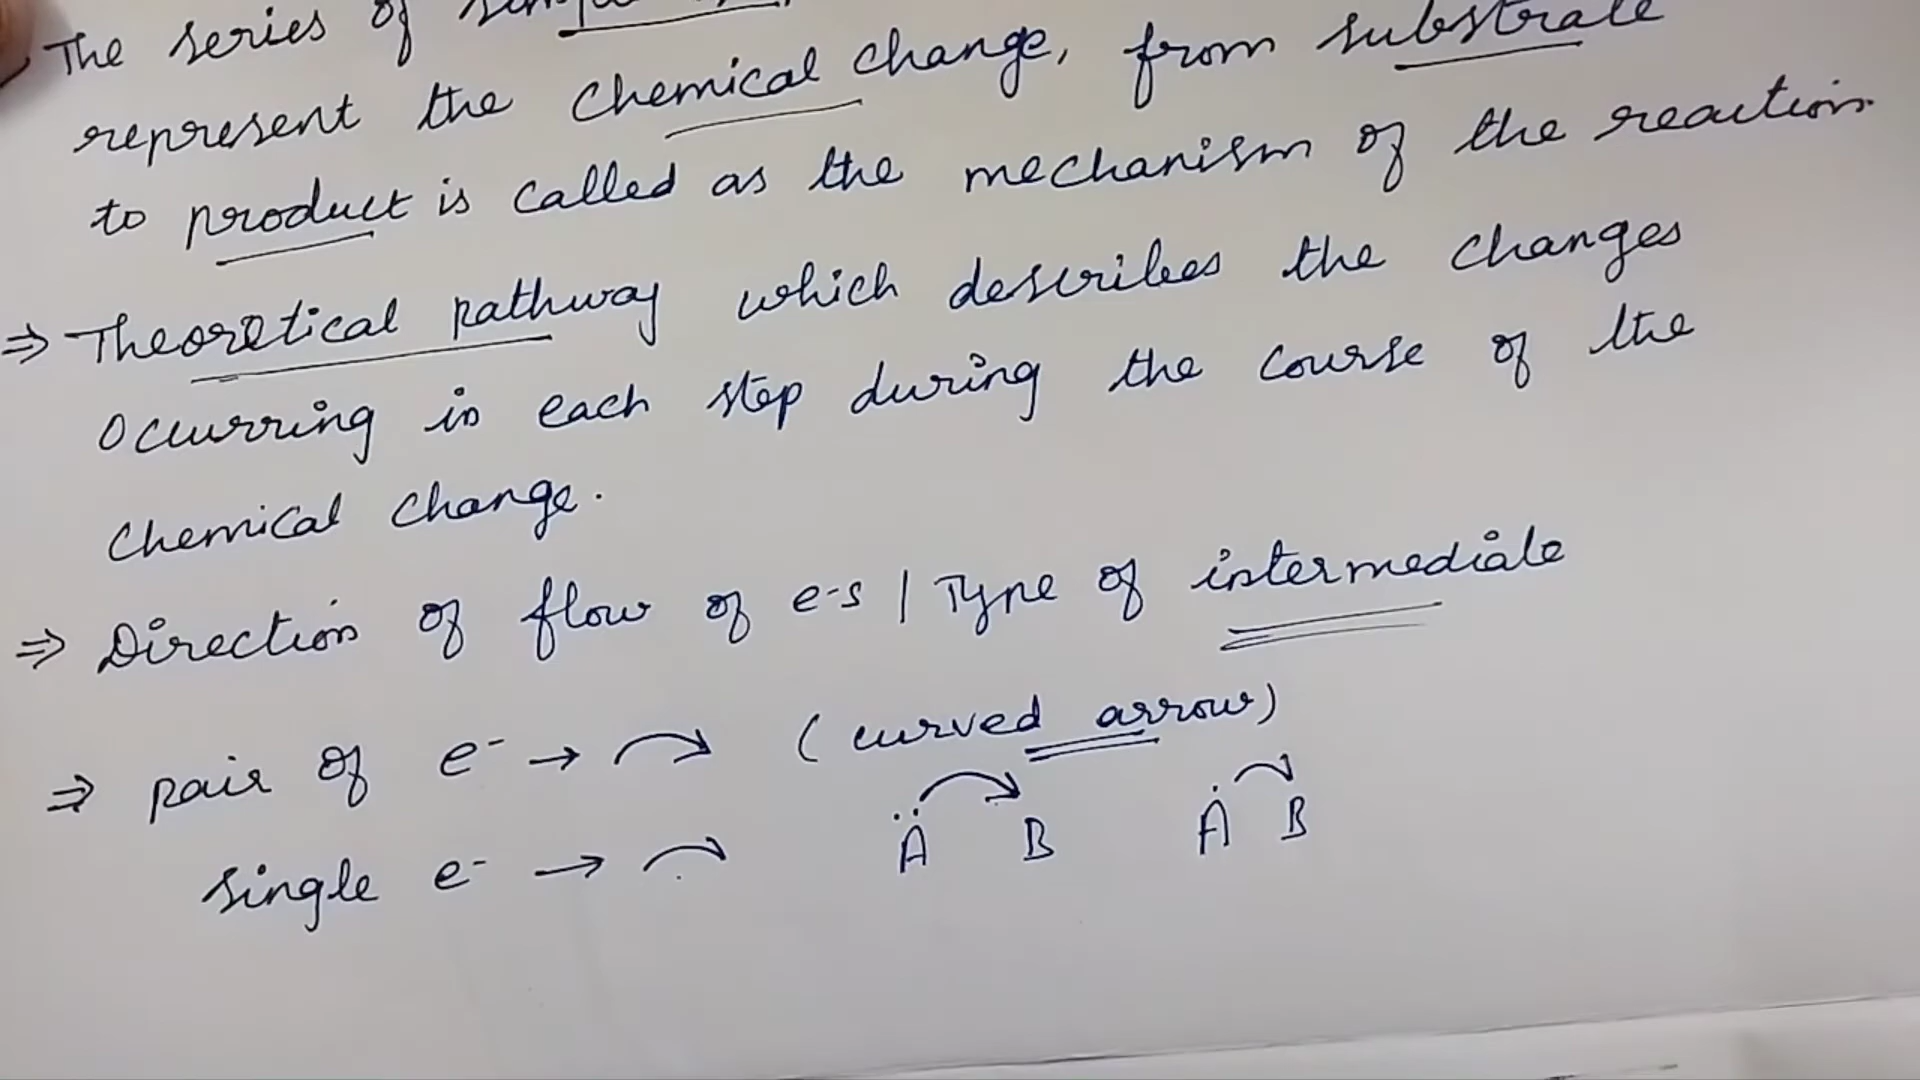 The series of
represent the chemical change, from substrate
to product is called as the mechanism of the reaction
⇒ Theoretical pathway which describes the changes
Ocurring in each step during the course of the
chemical change.
⇒ Direction of flow of e-s | Type of intermediate
⇒ pair of e⁻ → ↷ (curved arrow)
Ä B Ȧ B
single e⁻ →